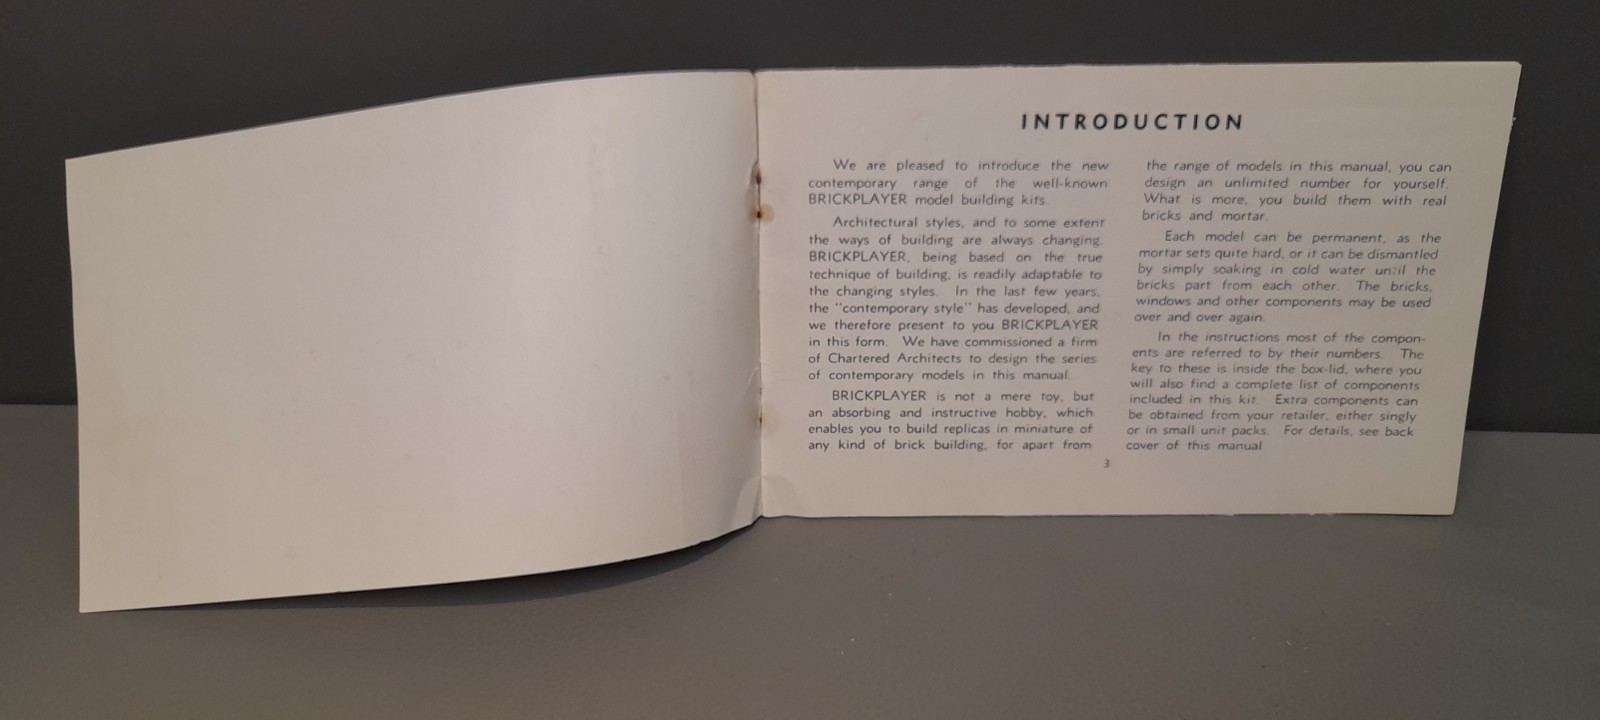 INTRODUCTION
We are pleased to introduce the new
contemporary range of the well-known
BRICKPLAYER model building kits.
Architectural styles, and to some extent
the ways of building are always changing.
BRICKPLAYER, being based on the true
technique of building, is readily adaptable to
the changing styles. In the last few years,
the "contemporary style" has developed, and
we therefore present to you BRICKPLAYER
in this form. We have commissioned a firm
of Chartered Architects to design the series
of contemporary models in this manual.
BRICKPLAYER is not a mere toy, but
an absorbing and instructive hobby, which
enables you to build replicas in miniature of
any kind of brick building, for apart from
the range of models in this manual, you can
design an unlimited number for yourself.
What is more, you build them with real
bricks and mortar.
Each model can be permanent, as the
mortar sets quite hard, or it can be dismantled
by simply soaking in cold water until the
bricks part from each other. The bricks,
windows and other components may be used
over and over again.
In the instructions most of the compon-
ents are referred to by their numbers. The
key to these is inside the box-lid, where you
will also find a complete list of components
included in this kit. Extra components can
be obtained from your retailer, either singly
or in small unit packs. For details, see back
cover of this manual.
3